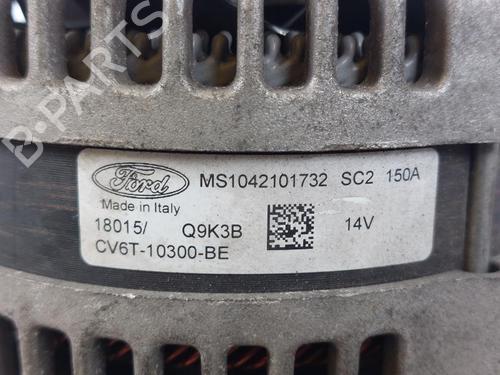 B-PARTS
Ford MS1042101732 SC2 150A
Made in Italy
18015/ Q9K3B 14V
CV6T-10300-BE